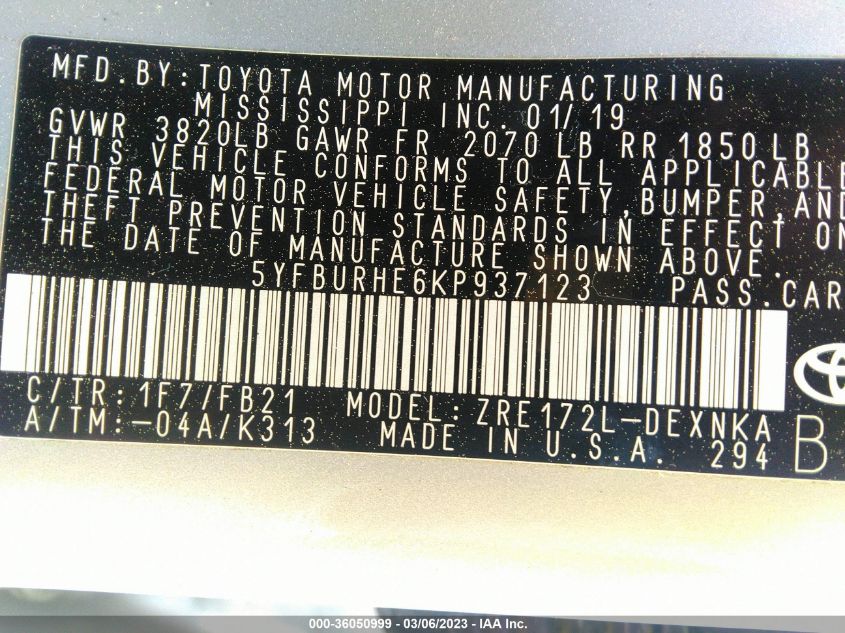 MFD.BY:TOYOTA MOTOR MANUFACTURING
MISSISSIPPI INC. 01/19
GVWR 3820LB GAWR FR 2070 LB RR 1850 LB
THIS VEHICLE CONFORMS TO ALL APPLICABLE
FEDERAL MOTOR VEHICLE SAFETY,BUMPER,AND
THEFT PREVENTION STANDARDS IN EFFECT ON
THE DATE OF MANUFACTURE SHOWN ABOVE.
5YFBURHE6KP937123 PASS.CAR
C/TR:1F7/FB21 MODEL:ZRE172L-DEXNKA
A/TM:-04A/K313 MADE IN U.S.A. 294 B
000-36050999 - 03/06/2023 - IAA Inc.